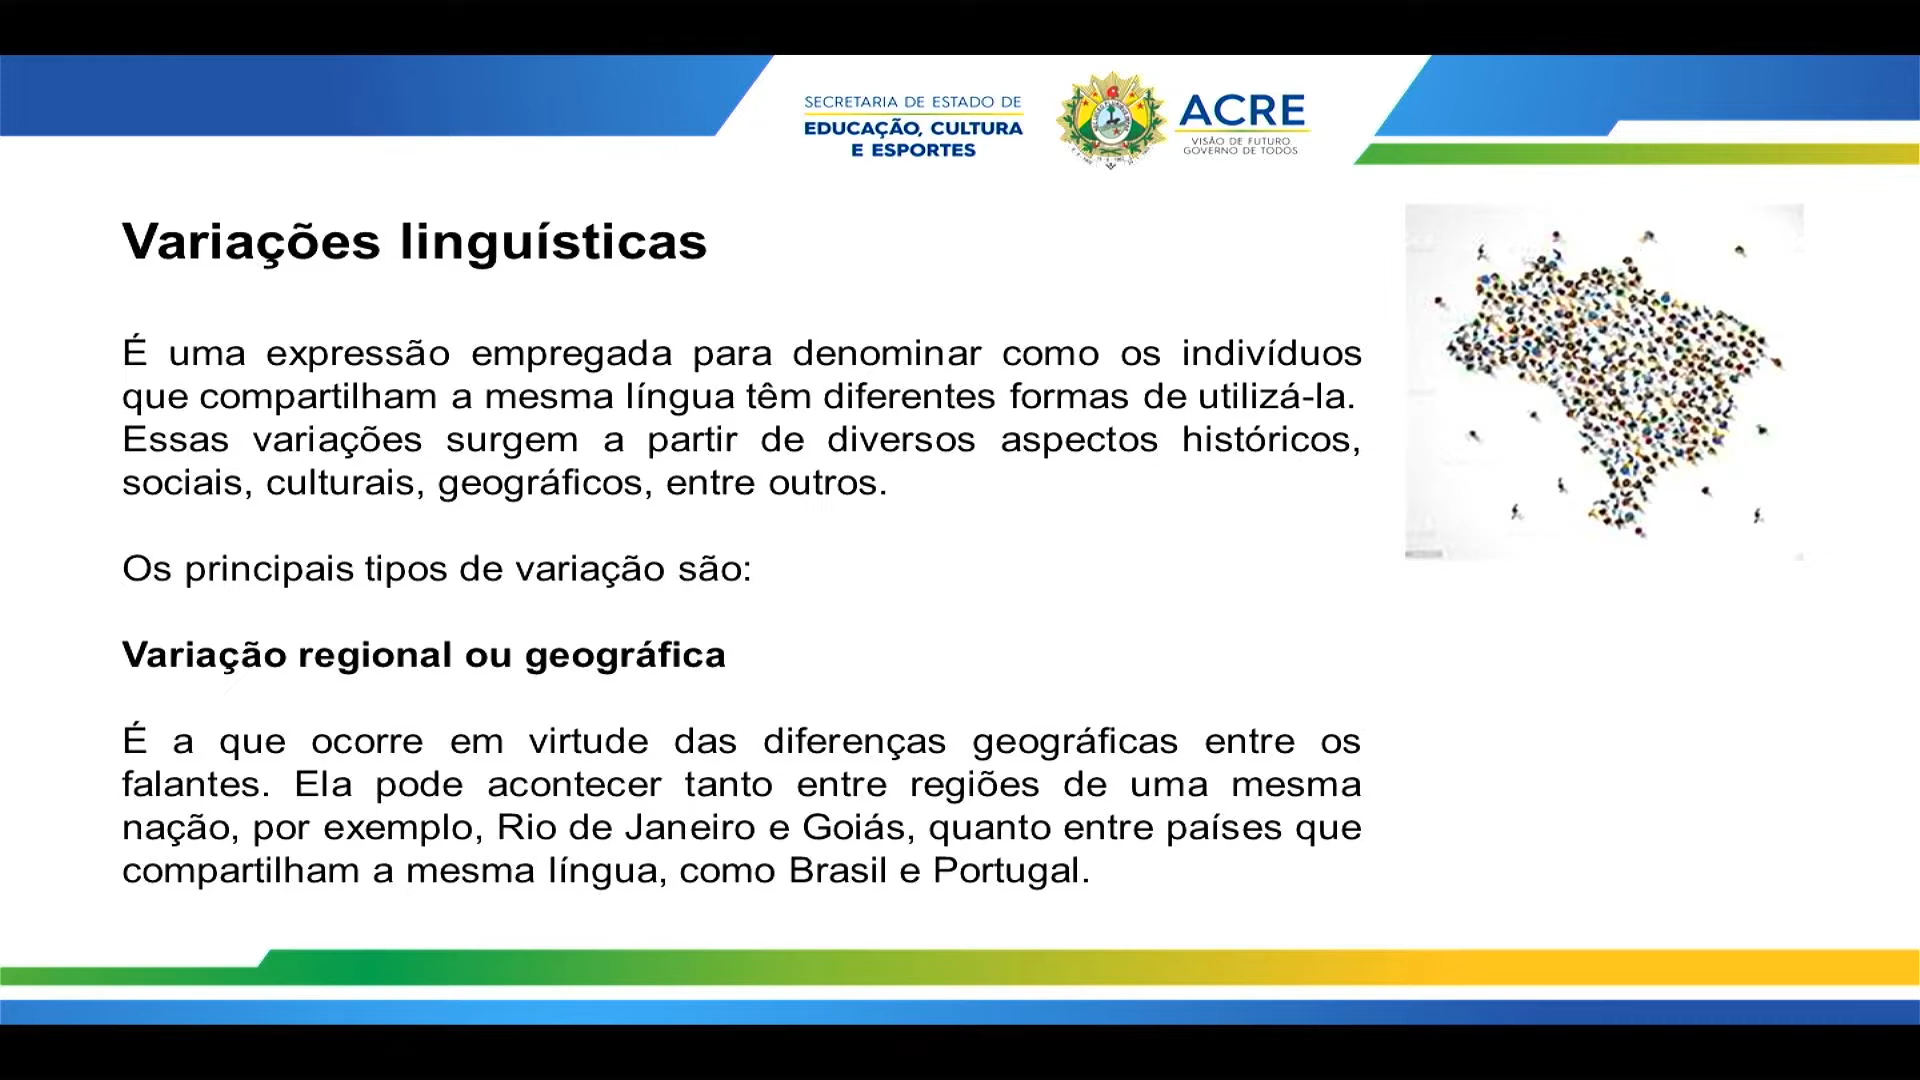 SECRETARIA DE ESTADO DE
EDUCAÇÃO, CULTURA
E ESPORTES
ACRE
VISÃO DE FUTURO
GOVERNO DE TODOS
Variações linguísticas
É uma expressão empregada para denominar como os indivíduos
que compartilham a mesma língua têm diferentes formas de utilizá-la.
Essas variações surgem a partir de diversos aspectos históricos,
sociais, culturais, geográficos, entre outros.
Os principais tipos de variação são:
Variação regional ou geográfica
É a que ocorre em virtude das diferenças geográficas entre os
falantes. Ela pode acontecer tanto entre regiões de uma mesma
nação, por exemplo, Rio de Janeiro e Goiás, quanto entre países que
compartilham a mesma língua, como Brasil e Portugal.